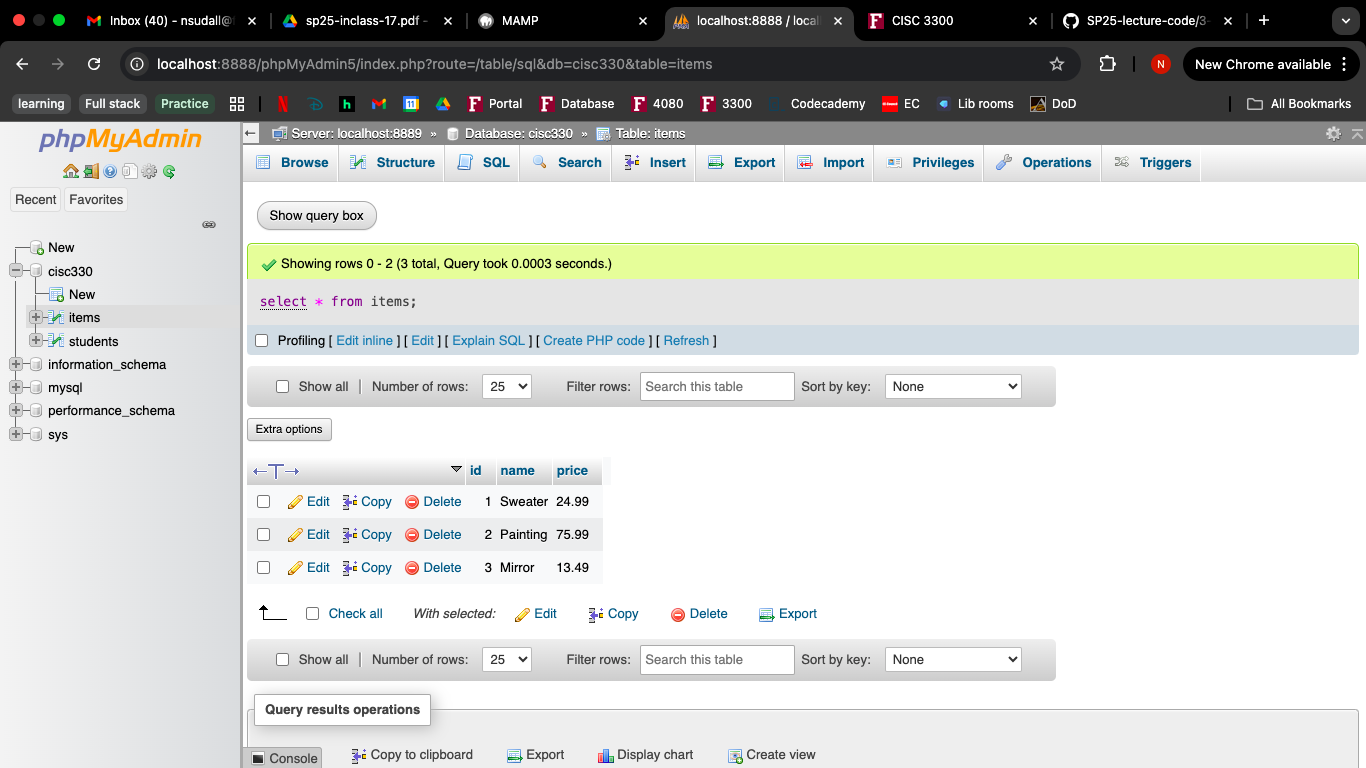 Inbox (40) - nsudall@
sp25-inclass-17.pdf -
MAMP
localhost:8888 / local
CISC 3300
SP25-lecture-code/3-
localhost:8888/phpMyAdmin5/index.php?route=/table/sql&db=cisc330&table=items
N
New Chrome available
learning
Full stack
Practice
Portal
Database
4080
3300
Codecademy
EC
Lib rooms
DoD
All Bookmarks
phpMyAdmin
Recent
Favorites
New
cisc330
New
items
students
information_schema
mysql
performance_schema
sys
Server: localhost:8889 » Database: cisc330 » Table: items
Browse Structure SQL Search Insert Export Import Privileges Operations Triggers
Show query box
Showing rows 0 - 2 (3 total, Query took 0.0003 seconds.)
select * from items;
Profiling [ Edit inline ] [ Edit ] [ Explain SQL ] [ Create PHP code ] [ Refresh ]
Show all | Number of rows: 25 Filter rows: Search this table Sort by key: None
Extra options
←T→ id name price
Edit Copy Delete 1 Sweater 24.99
Edit Copy Delete 2 Painting 75.99
Edit Copy Delete 3 Mirror 13.49
Check all With selected: Edit Copy Delete Export
Show all | Number of rows: 25 Filter rows: Search this table Sort by key: None
Query results operations
Copy to clipboard Export Display chart Create view
Console